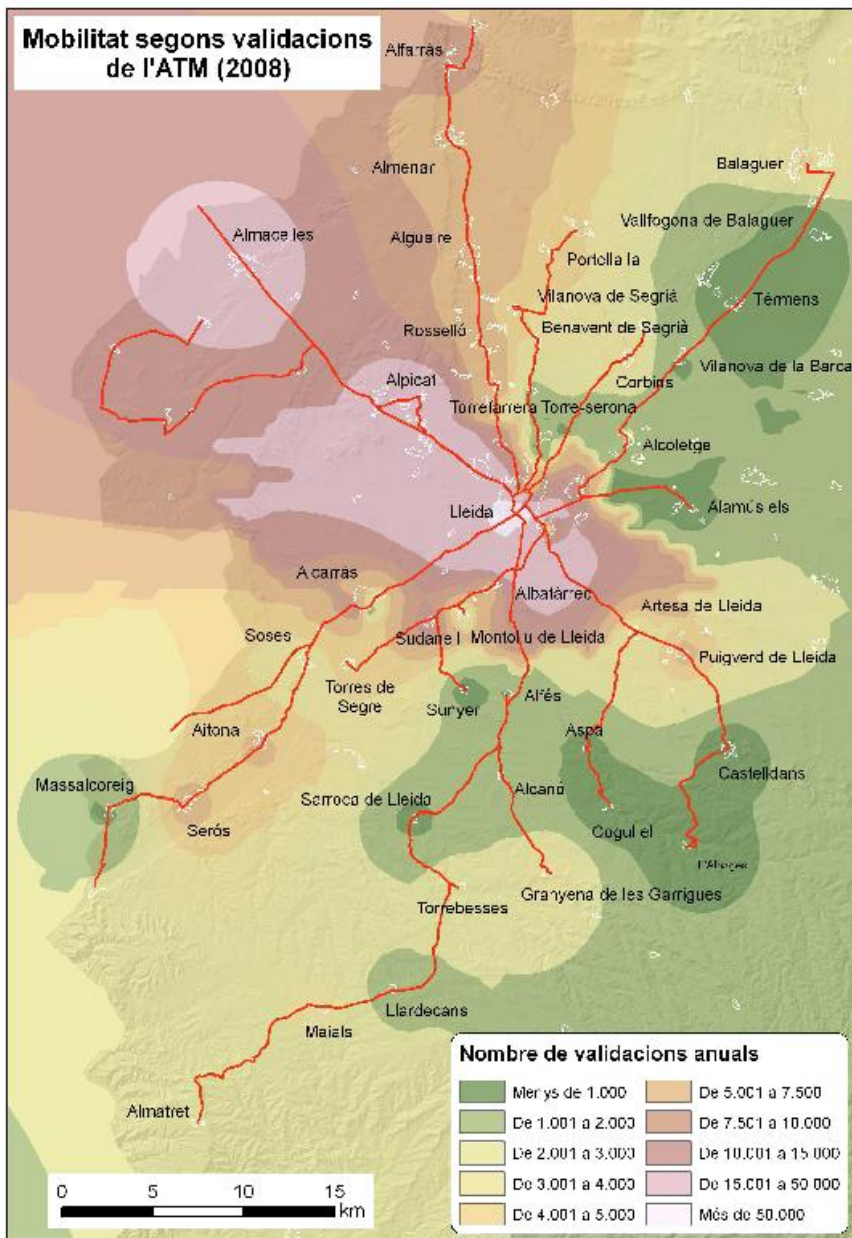 Mobilitat segons validacions
de l'ATM (2008)
Alfarràs
Almenar
Balaguer
Vallfogona de Balaguer
Almacelles
Alguaire
Portella la
Vilanova de Segrià
Tèrmens
Rosselló
Benavent de Segrià
Corbins
Vilanova de la Barca
Alpicat
Torrefarrera
Torre-serona
Alcoletge
Lleida
Alamús els
Alcarràs
Albatàrrec
Artesa de Lleida
Soses
Sudanell
Montoliu de Lleida
Puigverd de Lleida
Torres de
Segre
Sunyer
Alfés
Aspa
Aitona
Castelldans
Massalcoreig
Alcanó
Sarroca de Lleida
Serós
Cogul el
Torrebesses
Granyena de les Garrigues
Llardecans
Maials
Almatret
Nombre de validacions anuals
Menys de 1.000
De 5.001 a 7.500
De 1.001 a 2.000
De 7.501 a 10.000
De 2.001 a 3.000
De 10.001 a 15.000
De 3.001 a 4.000
De 15.001 a 50.000
De 4.001 a 5.000
Més de 50.000
0 5 10 15
km